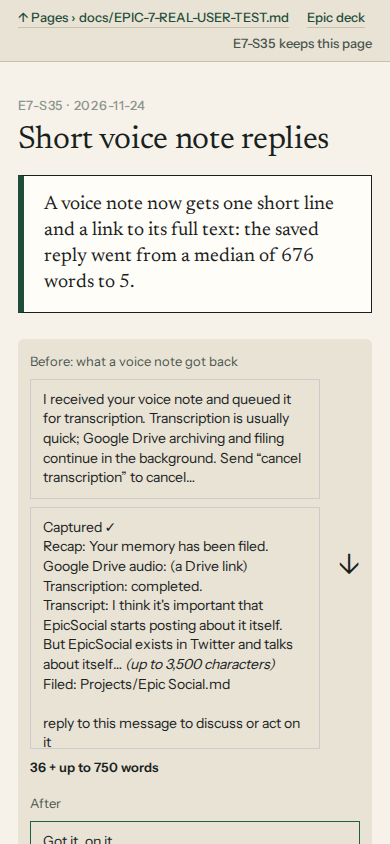 ↑ Pages › docs/EPIC-7-REAL-USER-TEST.md Epic deck
E7-S35 keeps this page
E7-S35 · 2026-11-24
Short voice note replies
A voice note now gets one short line
and a link to its full text: the saved
reply went from a median of 676
words to 5.
Before: what a voice note got back
I received your voice note and queued it
for transcription. Transcription is usually
quick; Google Drive archiving and filing
continue in the background. Send “cancel
transcription” to cancel…
Captured ✓
Recap: Your memory has been filed.
Google Drive audio: (a Drive link)
Transcription: completed.
Transcript: I think it's important that
EpicSocial starts posting about it itself.
But EpicSocial exists in Twitter and talks
about itself… (up to 3,500 characters)
Filed: Projects/Epic Social.md
reply to this message to discuss or act on
it
↓
36 + up to 750 words
After
Got it, on it